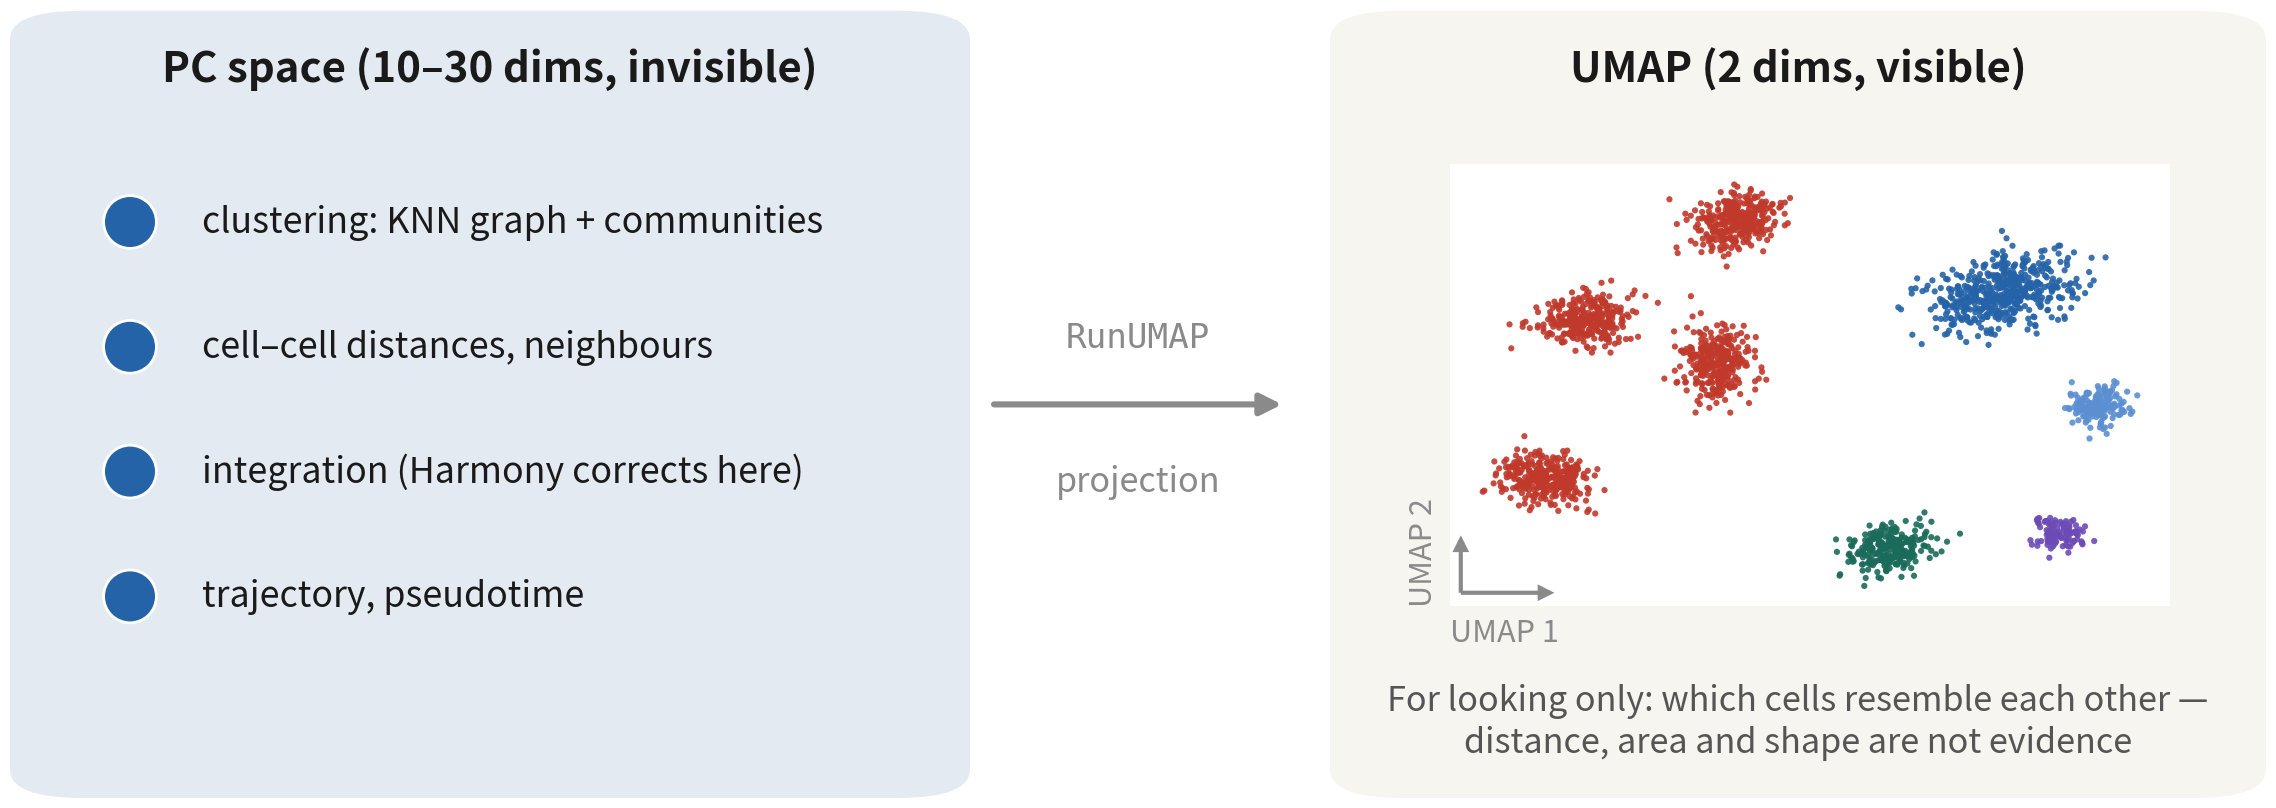 PC space (10–30 dims, invisible)
clustering: KNN graph + communities
cell–cell distances, neighbours
integration (Harmony corrects here)
trajectory, pseudotime
RunUMAP
projection
UMAP (2 dims, visible)
UMAP 2
UMAP 1
For looking only: which cells resemble each other —
distance, area and shape are not evidence